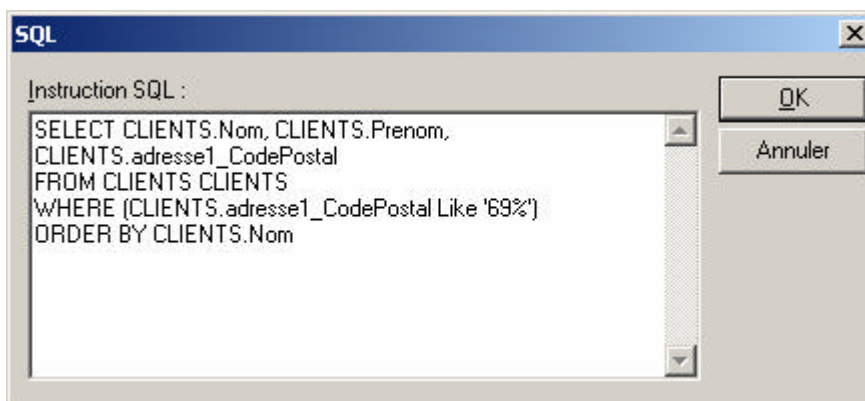 SQL
Instruction SQL :
OK
SELECT CLIENTS.Nom, CLIENTS.Prenom,
CLIENTS.adresse1_CodePostal
FROM CLIENTS CLIENTS
WHERE (CLIENTS.adresse1_CodePostal Like '69%')
ORDER BY CLIENTS.Nom
Annuler